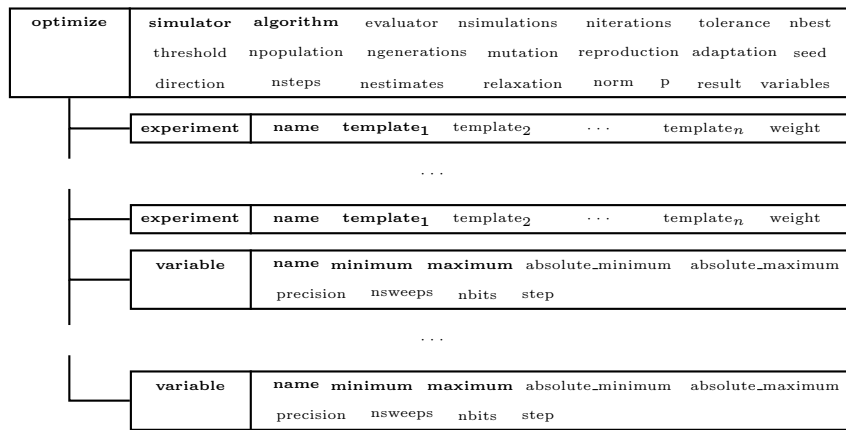 optimize simulator algorithm evaluator nsimulations niterations tolerance nbest
threshold npopulation ngenerations mutation reproduction adaptation seed
direction nsteps nestimates relaxation norm p result variables
experiment name template₁ template₂ ··· templateₙ weight
...
experiment name template₁ template₂ ··· templateₙ weight
variable name minimum maximum absolute_minimum absolute_maximum
precision nsweeps nbits step
...
variable name minimum maximum absolute_minimum absolute_maximum
precision nsweeps nbits step